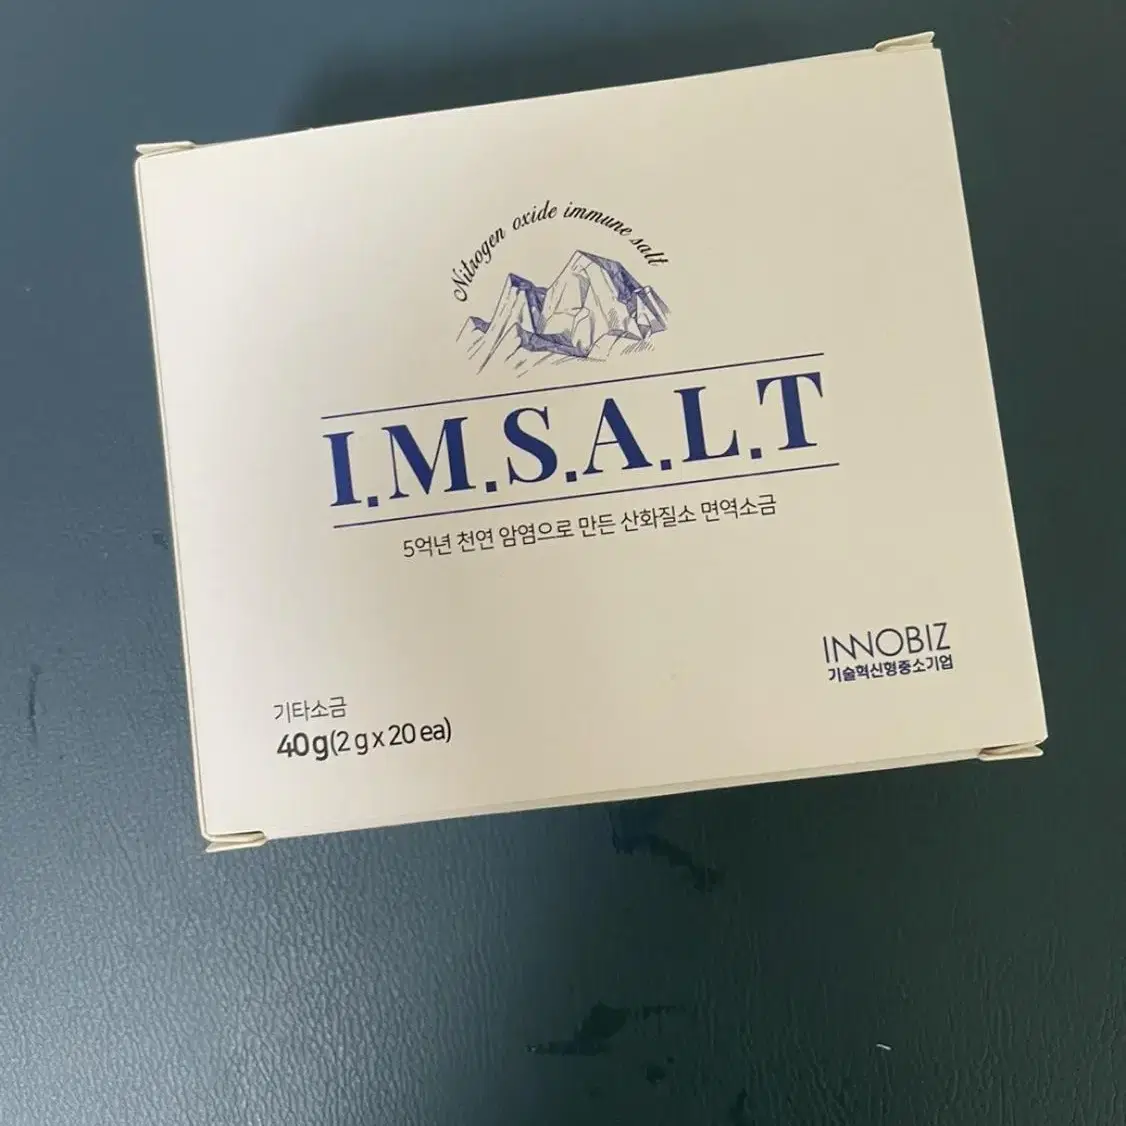 Nitrogen oxide immune salt
I.M.S.A.L.T
5억년 천연 암염으로 만든 산화질소 면역소금
INNOBIZ
기술혁신형중소기업
기타소금
40g(2 g x 20 ea)